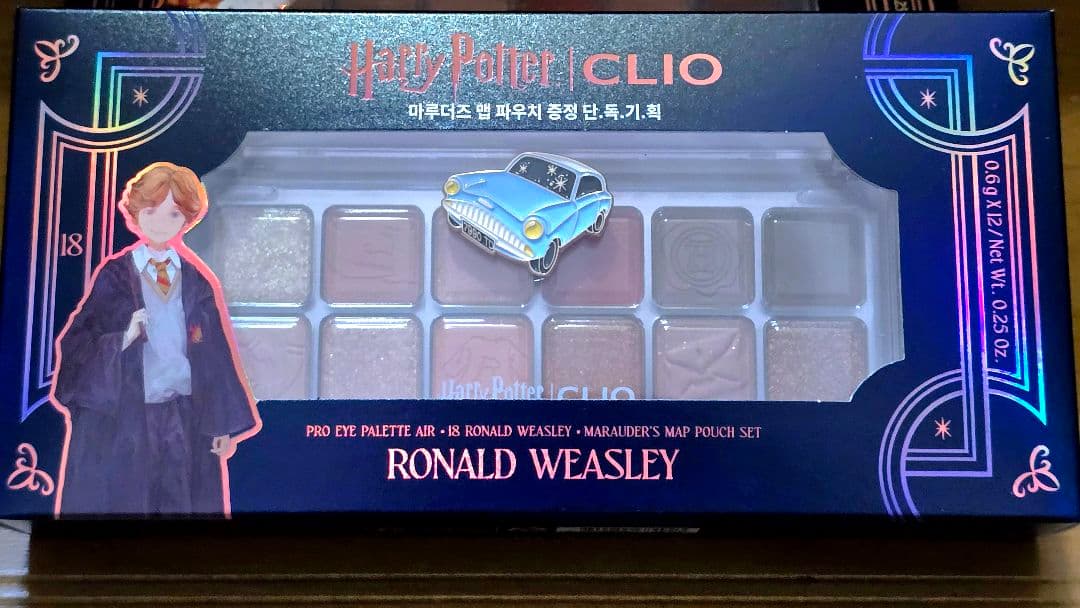 Harry Potter | CLIO
마루더즈 맵 파우치 증정 단.독.기.획
18
0.6g X 12 / Net Wt. 0.25 Oz.
Harry Potter | CLIO
PRO EYE PALETTE AIR • 18 RONALD WEASLEY • MARAUDER'S MAP POUCH SET
RONALD WEASLEY